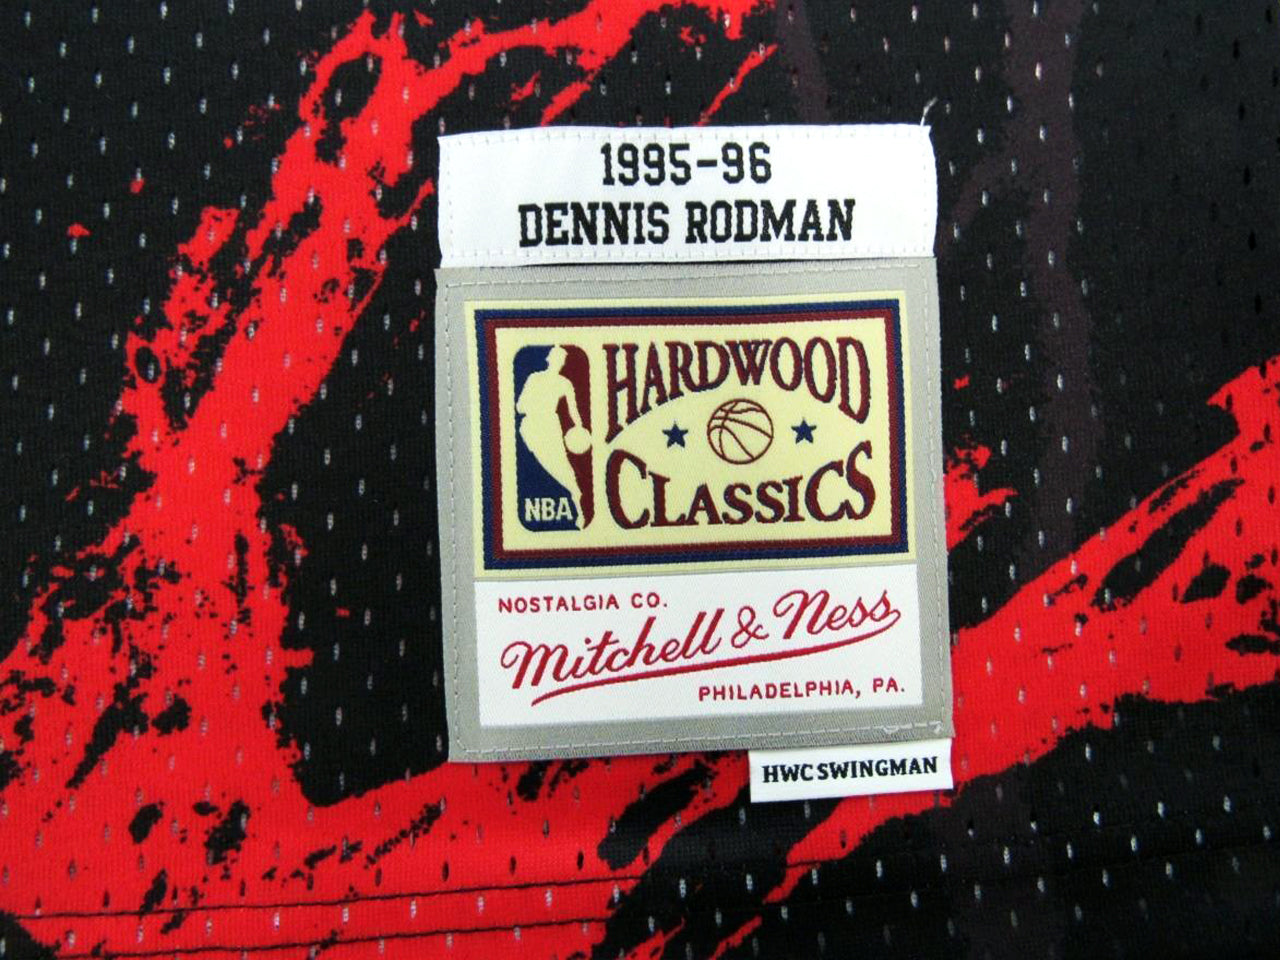 1995-96
DENNIS RODMAN
HARDWOOD
CLASSICS
NBA
NOSTALGIA CO.
Mitchell & Ness
PHILADELPHIA, PA.
HWC SWINGMAN